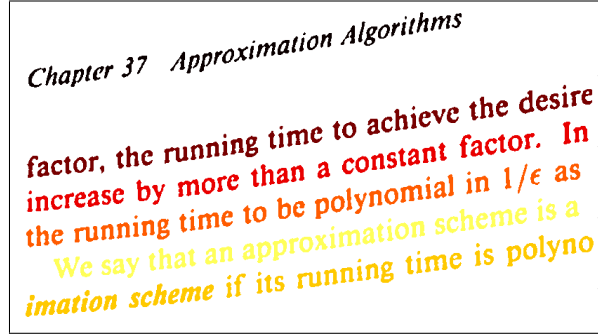 Chapter 37 Approximation Algorithms
factor, the running time to achieve the desire
increase by more than a constant factor. In
the running time to be polynomial in 1/ϵ as
We say that an approximation scheme is a
imation scheme if its running time is polyno